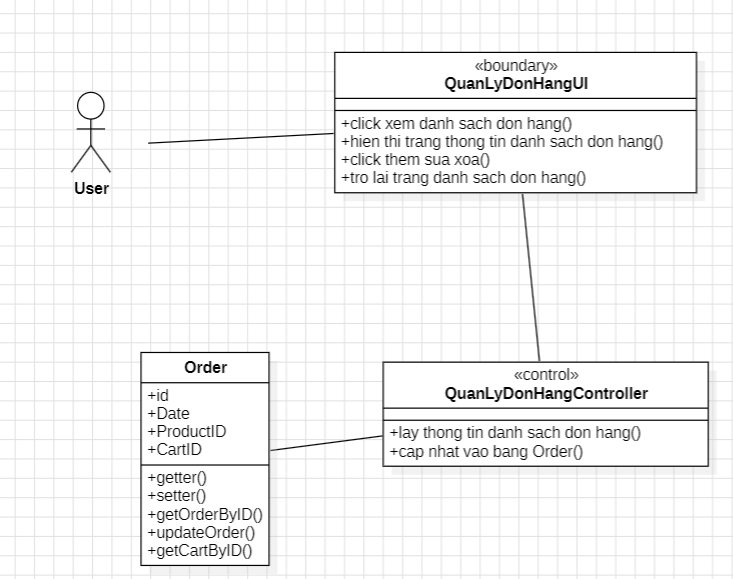 «boundary»
QuanLyDonHangUI
+click xem danh sach don hang()
+hien thi trang thong tin danh sach don hang()
+click them sua xoa()
+tro lai trang danh sach don hang()
User
Order
+id
+Date
+ProductID
+CartID
+getter()
+setter()
+getOrderByID()
+updateOrder()
+getCartByID()
«control»
QuanLyDonHangController
+lay thong tin danh sach don hang()
+cap nhat vao bang Order()